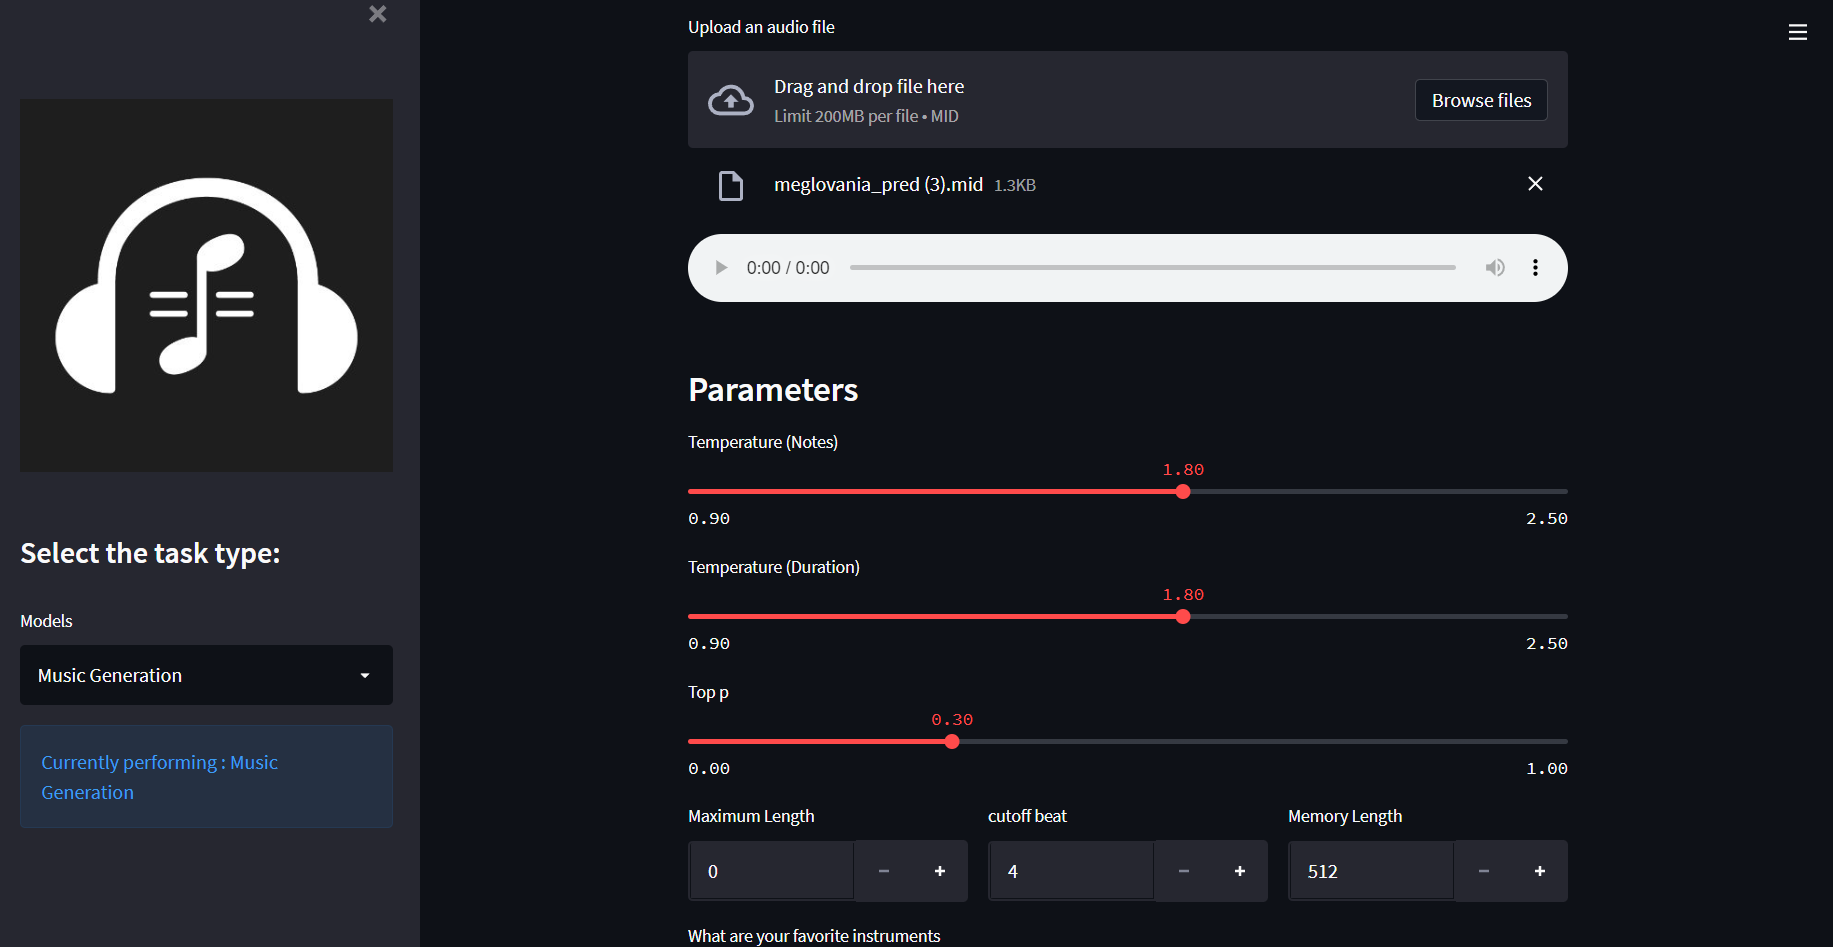 Select the task type:
Models
Music Generation
Currently performing : Music
Generation
Upload an audio file
Drag and drop file here
Limit 200MB per file • MID
Browse files
meglovania_pred (3).mid 1.3KB
0:00 / 0:00
Parameters
Temperature (Notes)
1.80
0.90 2.50
Temperature (Duration)
1.80
0.90 2.50
Top p
0.30
0.00 1.00
Maximum Length cutoff beat Memory Length
0 − + 4 − + 512 − +
What are your favorite instruments